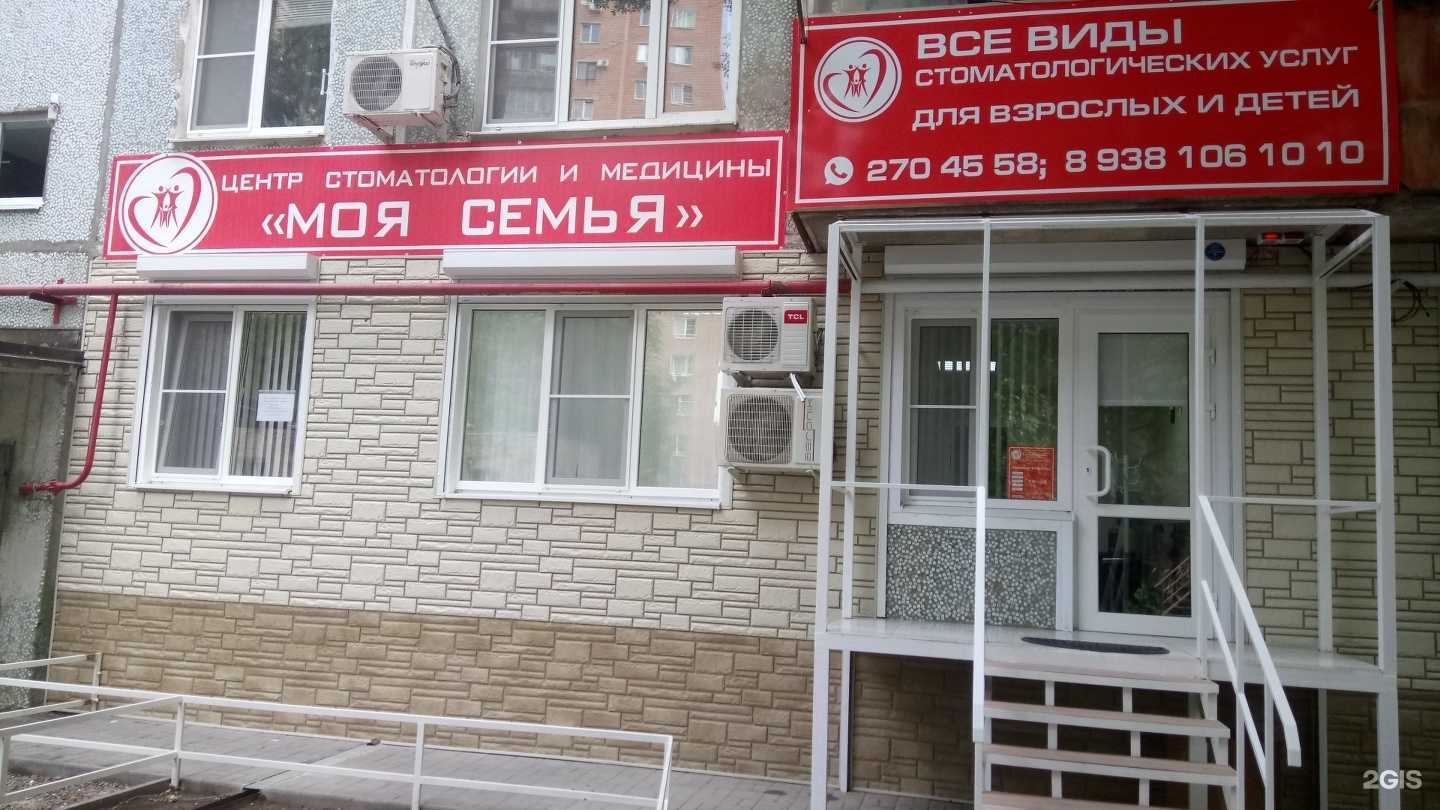 ЦЕНТР СТОМАТОЛОГИИ И МЕДИЦИНЫ
«МОЯ СЕМЬЯ»
ВСЕ ВИДЫ
СТОМАТОЛОГИЧЕСКИХ УСЛУГ
ДЛЯ ВЗРОСЛЫХ И ДЕТЕЙ
270 45 58; 8 938 106 10 10
TCL
2GIS